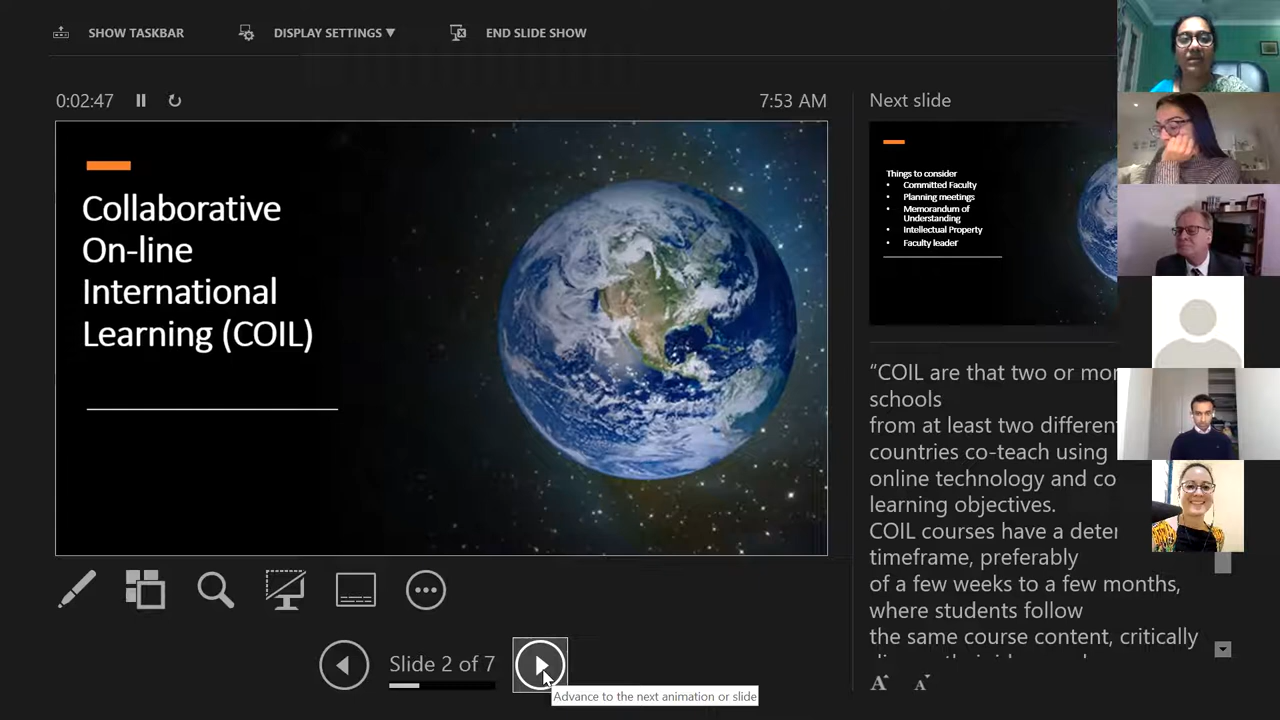 SHOW TASKBAR
DISPLAY SETTINGS ▼
END SLIDE SHOW
0:02:47
7:53 AM
Collaborative
On-line
International
Learning (COIL)
Slide 2 of 7
Advance to the next animation or slide
Next slide
Things to consider
• Committed Faculty
• Planning meetings
• Memorandum of
Understanding
• Intellectual Property
• Faculty leader
“COIL are that two or mor
schools
from at least two different
countries co-teach using
online technology and co
learning objectives.
COIL courses have a deter
timeframe, preferably
of a few weeks to a few months,
where students follow
the same course content, critically
A A